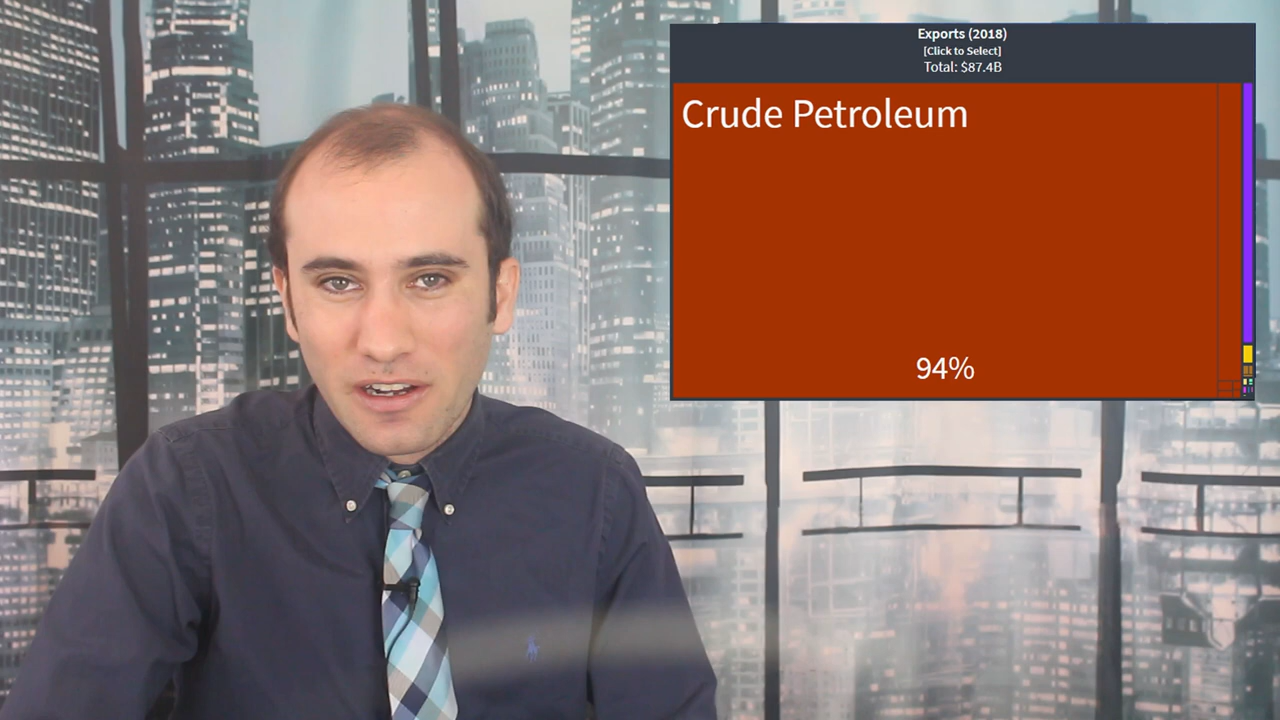 Exports (2018)
[Click to Select]
Total: $87.4B
Crude Petroleum
94%